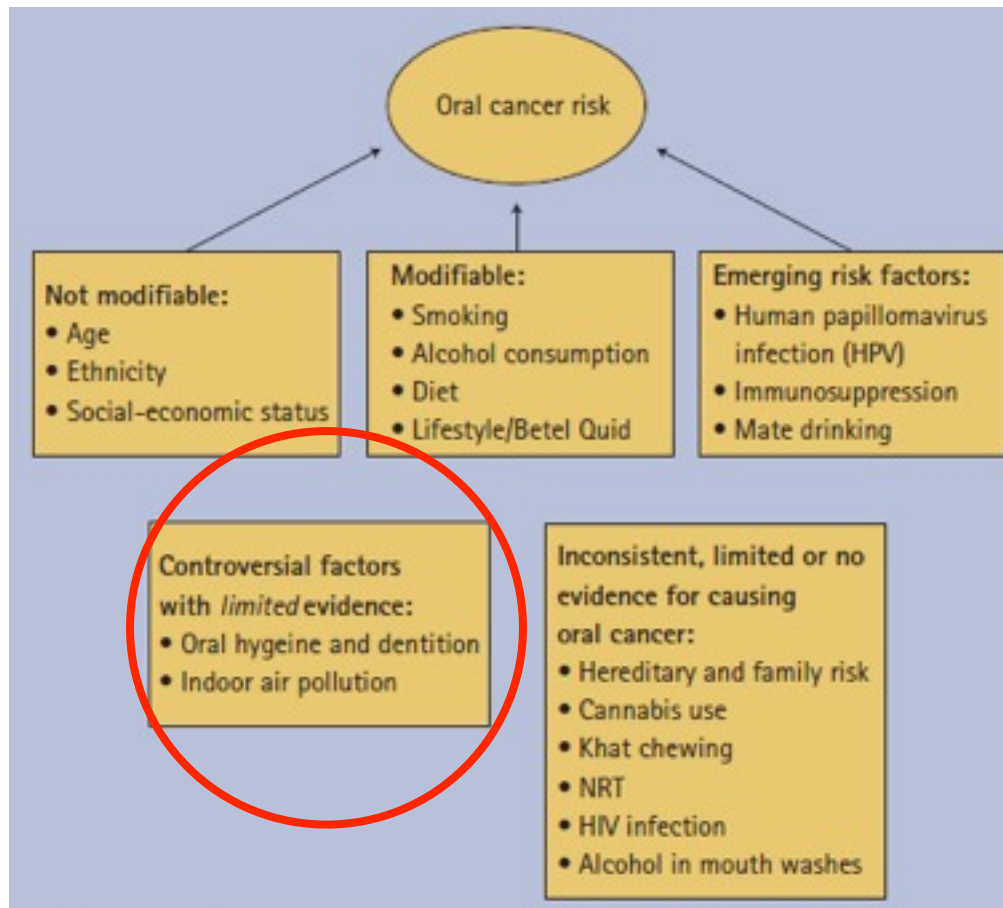 Oral cancer risk
Not modifiable:
• Age
• Ethnicity
• Social-economic status
Modifiable:
• Smoking
• Alcohol consumption
• Diet
• Lifestyle/Betel Quid
Emerging risk factors:
• Human papillomavirus
infection (HPV)
• Immunosuppression
• Mate drinking
Controversial factors
with limited evidence:
• Oral hygeine and dentition
• Indoor air pollution
Inconsistent, limited or no
evidence for causing
oral cancer:
• Hereditary and family risk
• Cannabis use
• Khat chewing
• NRT
• HIV infection
• Alcohol in mouth washes